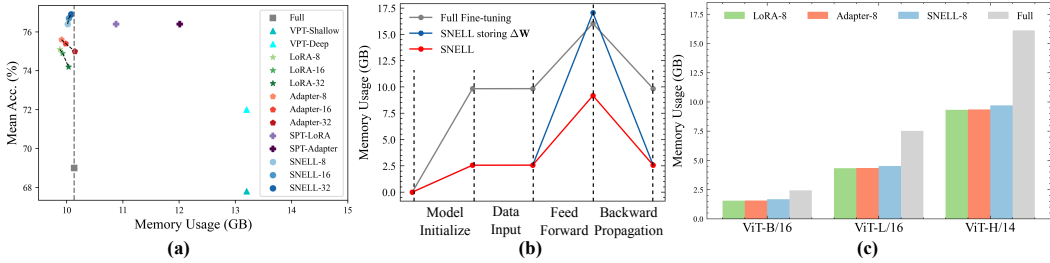 Mean Acc. (%)
76
74
72
70
68
10
11
12
13
14
15
Memory Usage (GB)
Full
VPT-Shallow
VPT-Deep
LoRA-8
LoRA-16
LoRA-32
Adapter-8
Adapter-16
Adapter-32
SPT-LoRA
SPT-Adapter
SNELL-8
SNELL-16
SNELL-32
(a)
Memory Usage (GB)
17.5
15.0
12.5
10.0
7.5
5.0
2.5
0.0
Full Fine-tuning
SNELL storing ΔW
SNELL
Model Initialize
Data Input
Feed Forward
Backward Propagation
(b)
Memory Usage (GB)
17.5
15.0
12.5
10.0
7.5
5.0
2.5
0.0
LoRA-8
Adapter-8
SNELL-8
Full
ViT-B/16
ViT-L/16
ViT-H/14
(c)